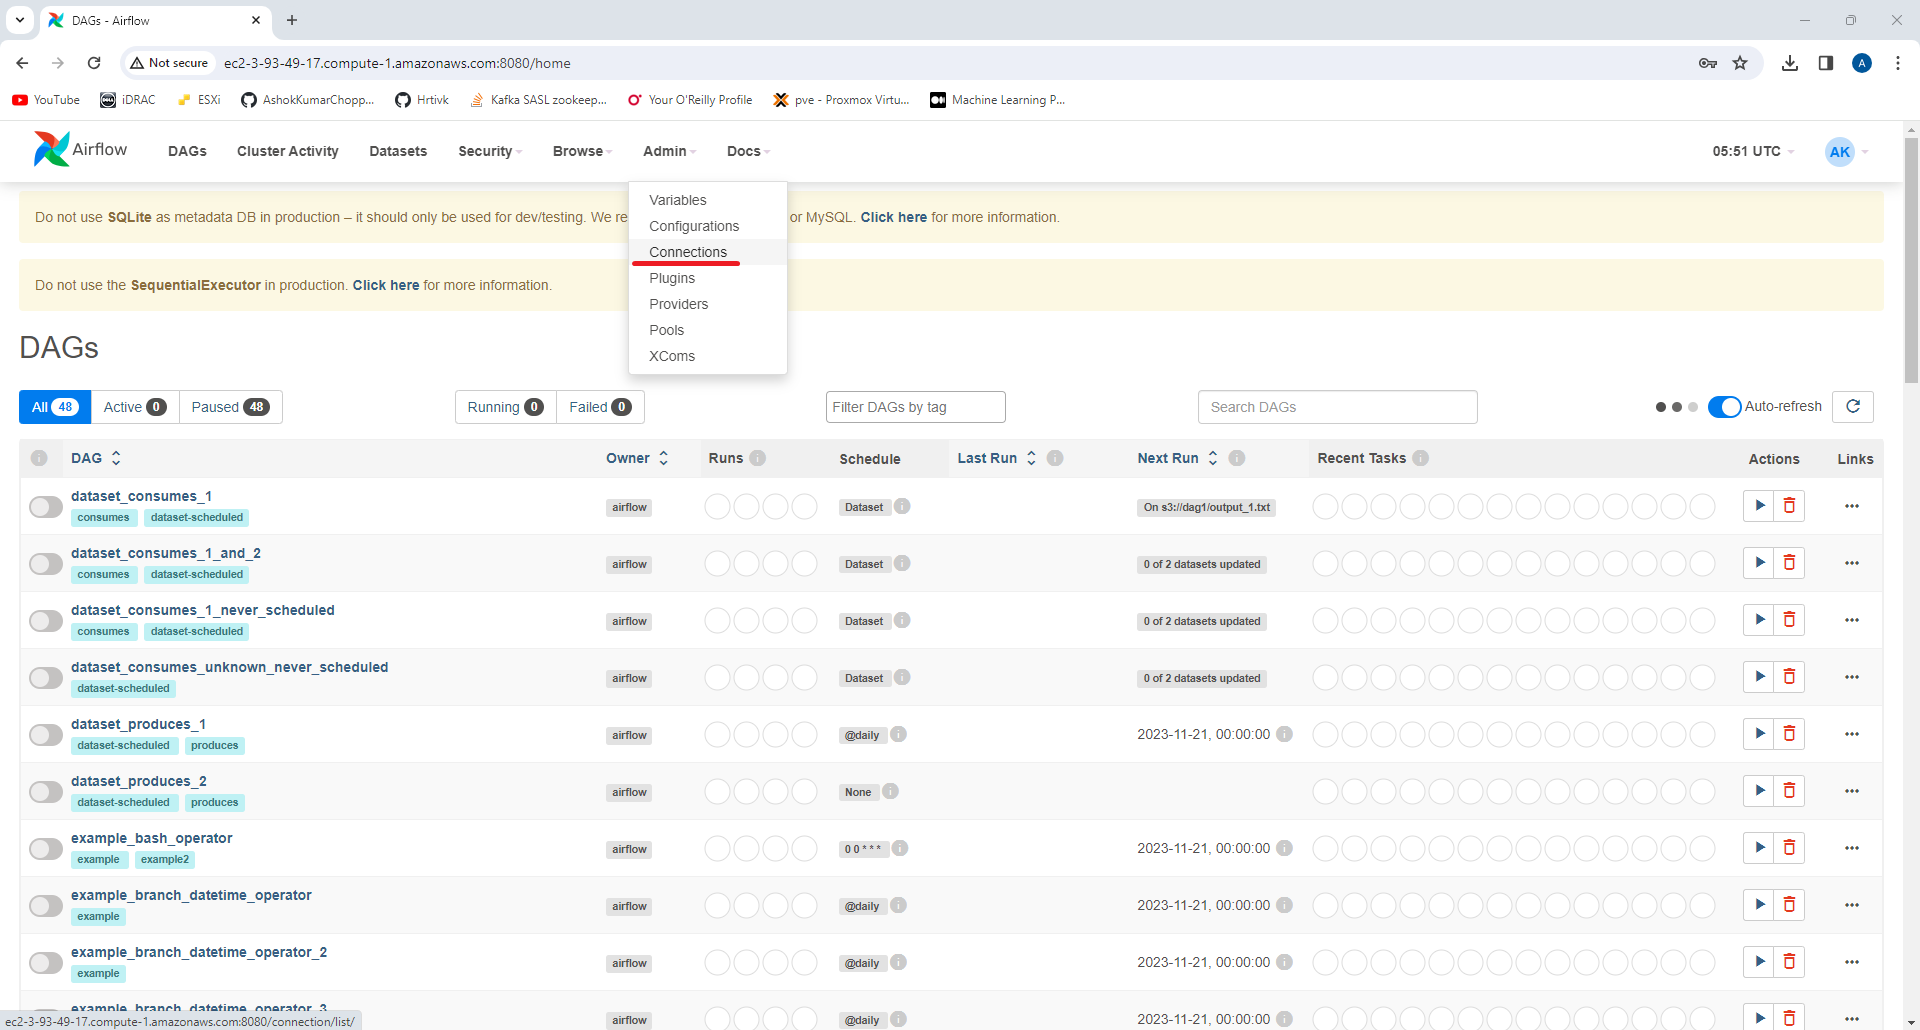 DAGs - Airflow
Not secure ec2-3-93-49-17.compute-1.amazonaws.com:8080/home A
YouTube iDRAC ESXi AshokKumarChopp... Hrtivk Kafka SASL zookeep... Your O'Reilly Profile pve - Proxmox Virtu... Machine Learning P...
Airflow DAGs Cluster Activity Datasets Security Browse Admin Docs 05:51 UTC AK
Variables
Configurations
Connections
Plugins
Providers
Pools
XComs
Do not use SQLite as metadata DB in production – it should only be used for dev/testing. We re or MySQL. Click here for more information.
Do not use the SequentialExecutor in production. Click here for more information.
DAGs
All 48 Active 0 Paused 48 Running 0 Failed 0 Filter DAGs by tag Search DAGs Auto-refresh
DAG Owner Runs Schedule Last Run Next Run Recent Tasks Actions Links
dataset_consumes_1
consumes dataset-scheduled airflow Dataset On s3://dag1/output_1.txt
dataset_consumes_1_and_2
consumes dataset-scheduled airflow Dataset 0 of 2 datasets updated
dataset_consumes_1_never_scheduled
consumes dataset-scheduled airflow Dataset 0 of 2 datasets updated
dataset_consumes_unknown_never_scheduled
dataset-scheduled airflow Dataset 0 of 2 datasets updated
dataset_produces_1
dataset-scheduled produces airflow @daily 2023-11-21, 00:00:00
dataset_produces_2
dataset-scheduled produces airflow None
example_bash_operator
example example2 airflow 0 0 * * * 2023-11-21, 00:00:00
example_branch_datetime_operator
example airflow @daily 2023-11-21, 00:00:00
example_branch_datetime_operator_2
example airflow @daily 2023-11-21, 00:00:00
example_branch_datetime_operator_3
airflow @daily 2023-11-21, 00:00:00
ec2-3-93-49-17.compute-1.amazonaws.com:8080/connection/list/